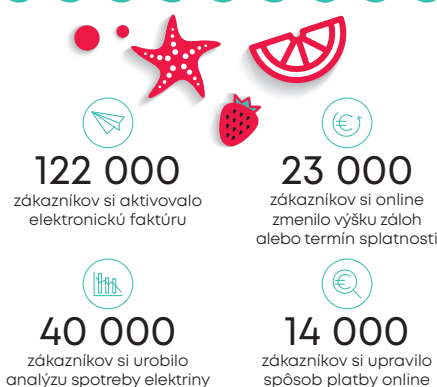 122 000
zákazníkov si aktivovalo
elektronickú faktúru
23 000
zákazníkov si online
zmenilo výšku záloh
alebo termín splatnosti
40 000
zákazníkov si urobilo
analýzu spotreby elektriny
14 000
zákazníkov si upravilo
spôsob platby online